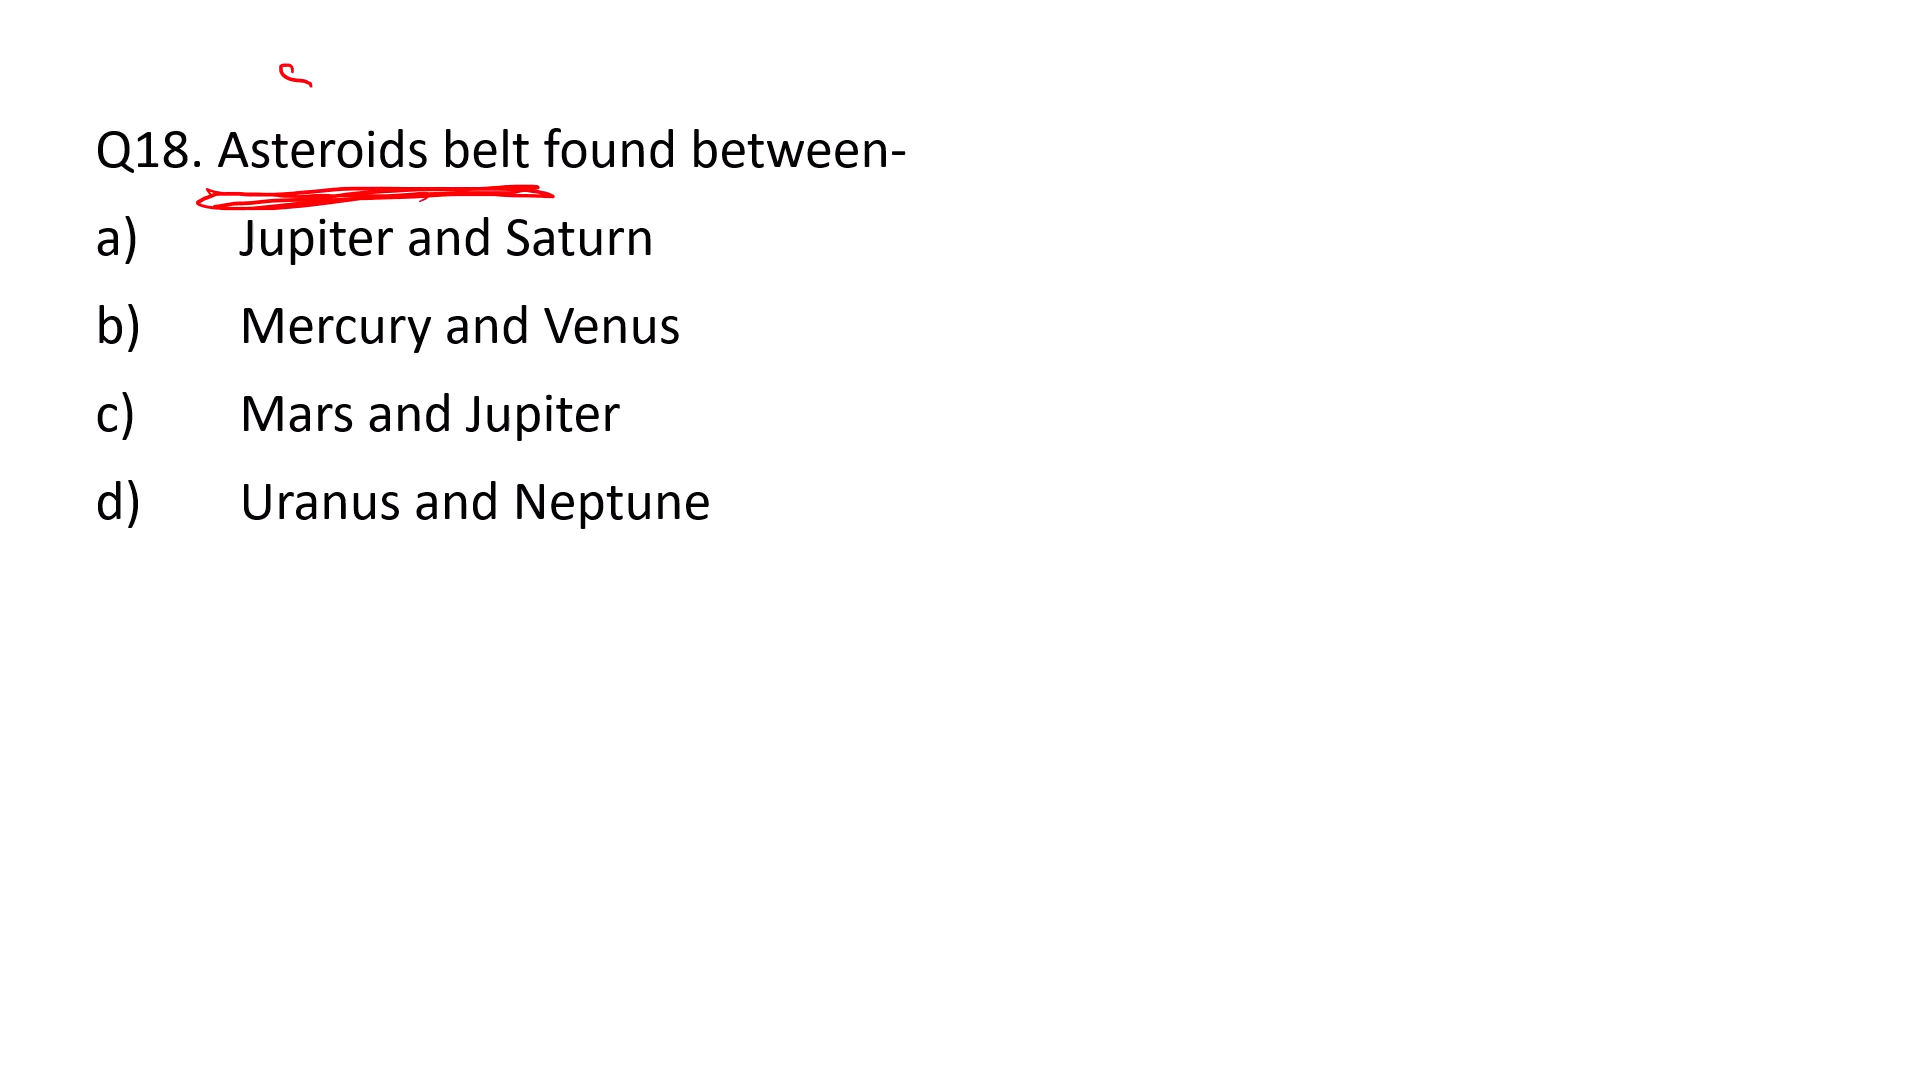 Q18. Asteroids belt found between-
a) Jupiter and Saturn
b) Mercury and Venus
c) Mars and Jupiter
d) Uranus and Neptune